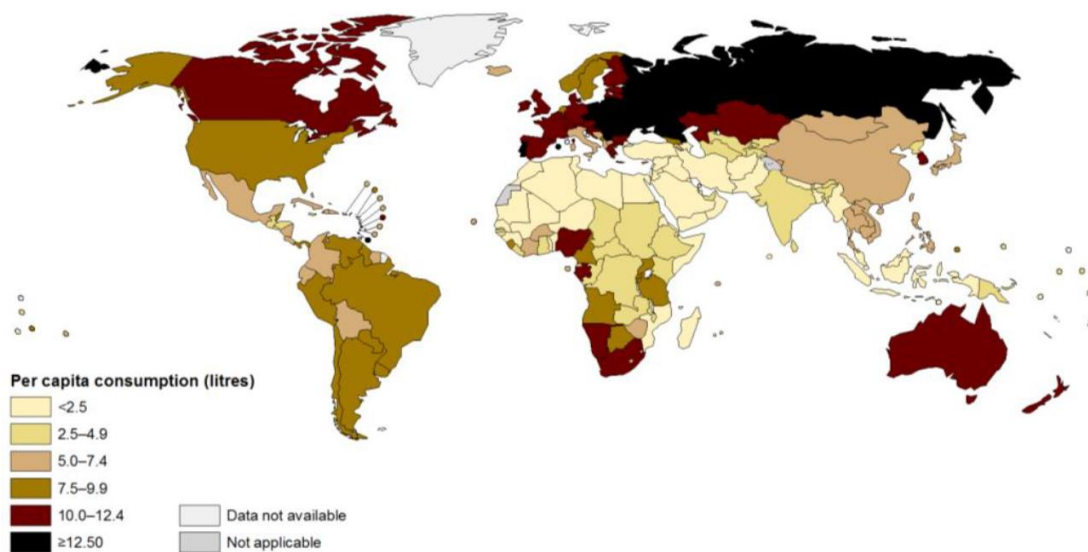 Per capita consumption (litres)
<2.5
2.5–4.9
5.0–7.4
7.5–9.9
10.0–12.4
≥12.50
Data not available
Not applicable